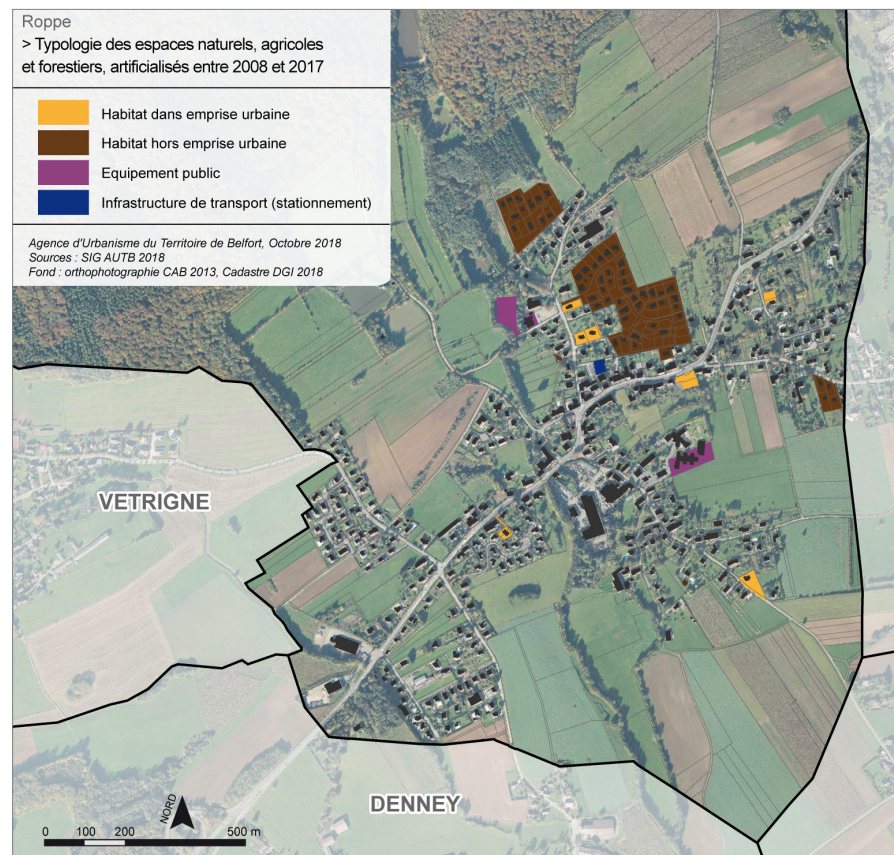 Roppe
> Typologie des espaces naturels, agricoles
et forestiers, artificialisés entre 2008 et 2017
Habitat dans emprise urbaine
Habitat hors emprise urbaine
Equipement public
Infrastructure de transport (stationnement)
Agence d'Urbanisme du Territoire de Belfort, Octobre 2018
Sources : SIG AUTB 2018
Fond : orthophotographie CAB 2013, Cadastre DGI 2018
VETRIGNE
DENNEY
NORD
0 100 200 500 m